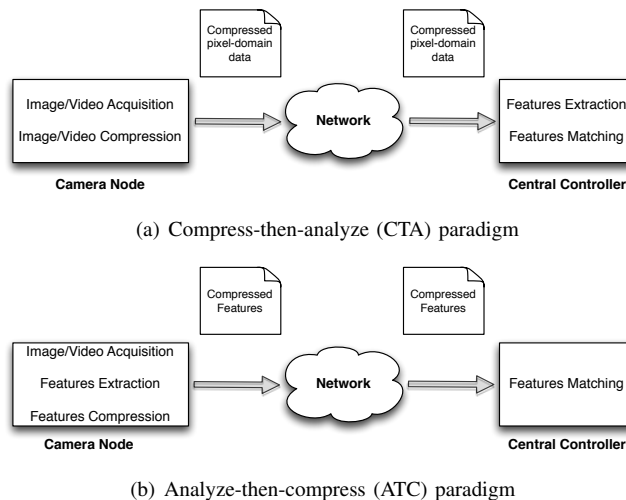 Compressed
pixel-domain
data
Compressed
pixel-domain
data
Image/Video Acquisition
Image/Video Compression
Network
Features Extraction
Features Matching
Camera Node
Central Controller
(a) Compress-then-analyze (CTA) paradigm
Compressed
Features
Compressed
Features
Image/Video Acquisition
Features Extraction
Features Compression
Network
Features Matching
Camera Node
Central Controller
(b) Analyze-then-compress (ATC) paradigm